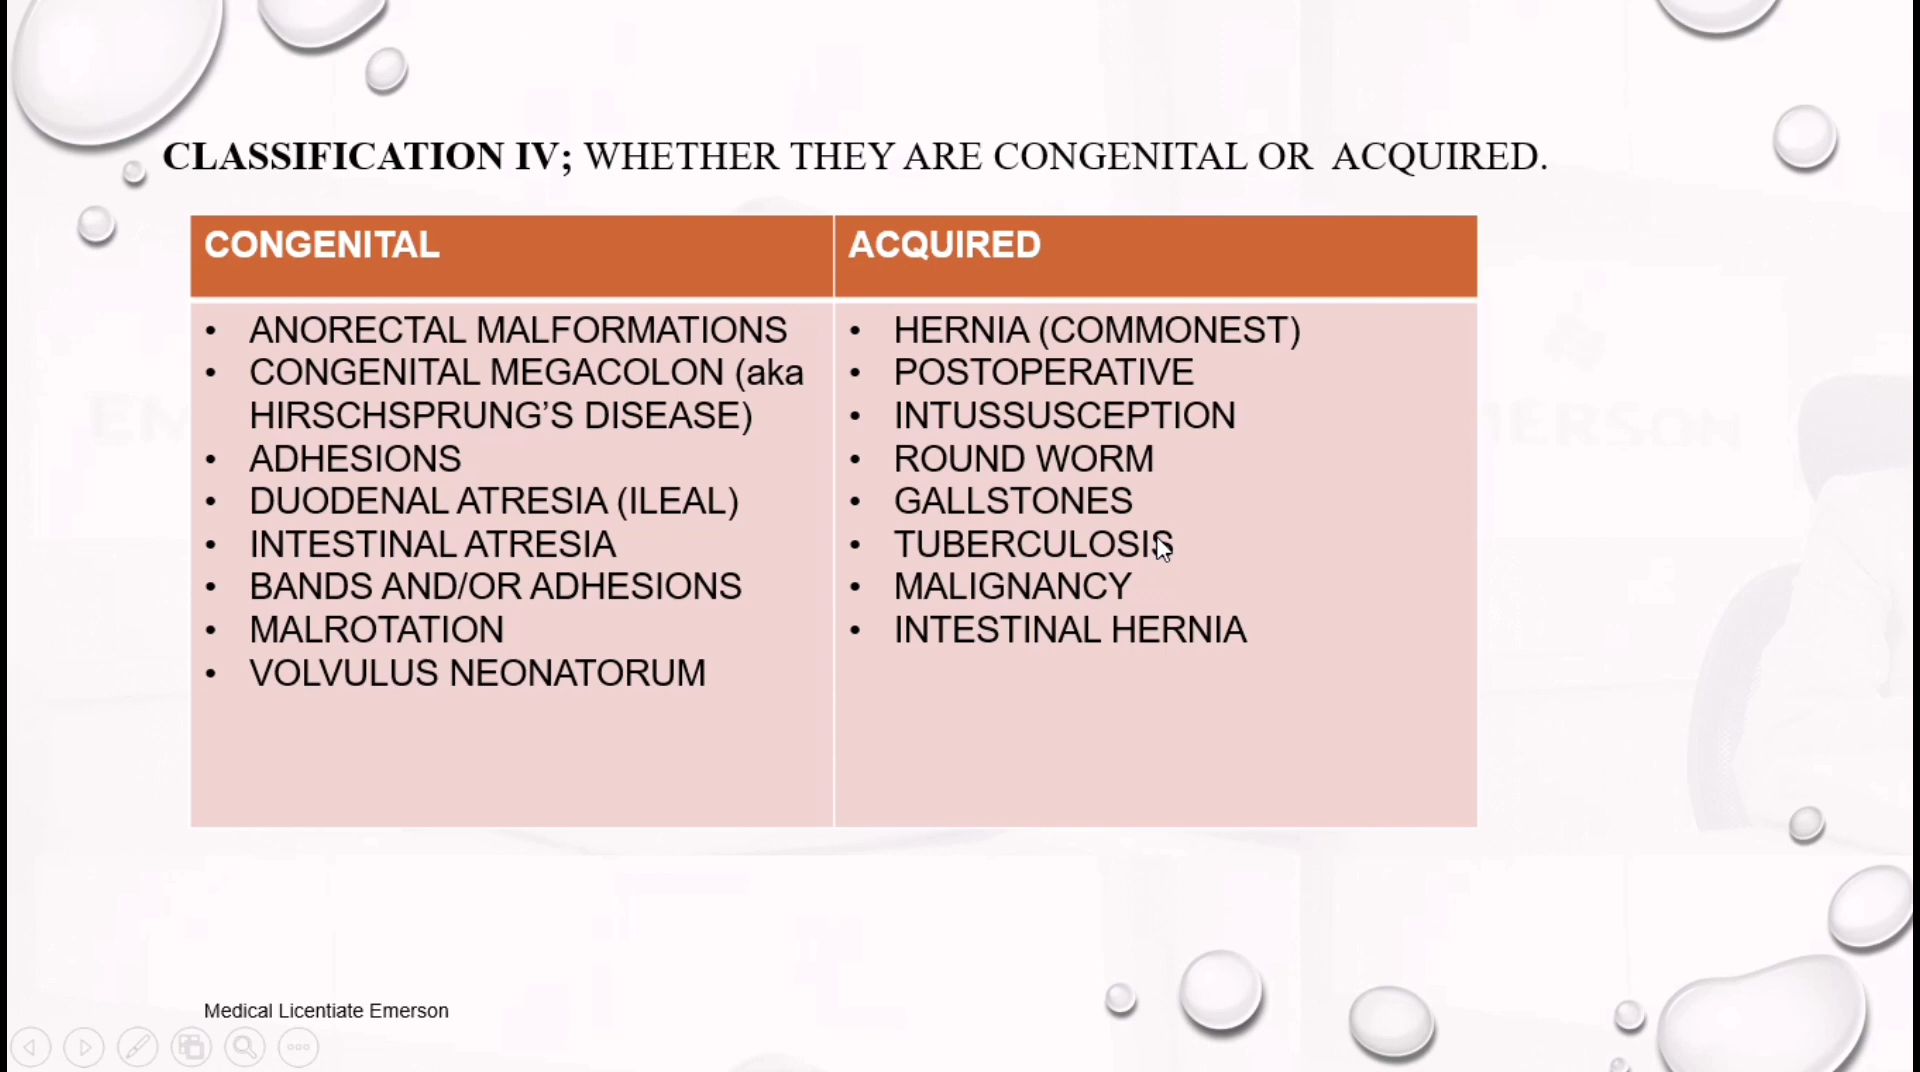 CLASSIFICATION IV; WHETHER THEY ARE CONGENITAL OR ACQUIRED.
CONGENITAL
• ANORECTAL MALFORMATIONS
• CONGENITAL MEGACOLON (aka
HIRSCHSPRUNG’S DISEASE)
• ADHESIONS
• DUODENAL ATRESIA (ILEAL)
• INTESTINAL ATRESIA
• BANDS AND/OR ADHESIONS
• MALROTATION
• VOLVULUS NEONATORUM
ACQUIRED
• HERNIA (COMMONEST)
• POSTOPERATIVE
• INTUSSUSCEPTION
• ROUND WORM
• GALLSTONES
• TUBERCULOSIS
• MALIGNANCY
• INTESTINAL HERNIA
EMERSON
Medical Licentiate Emerson